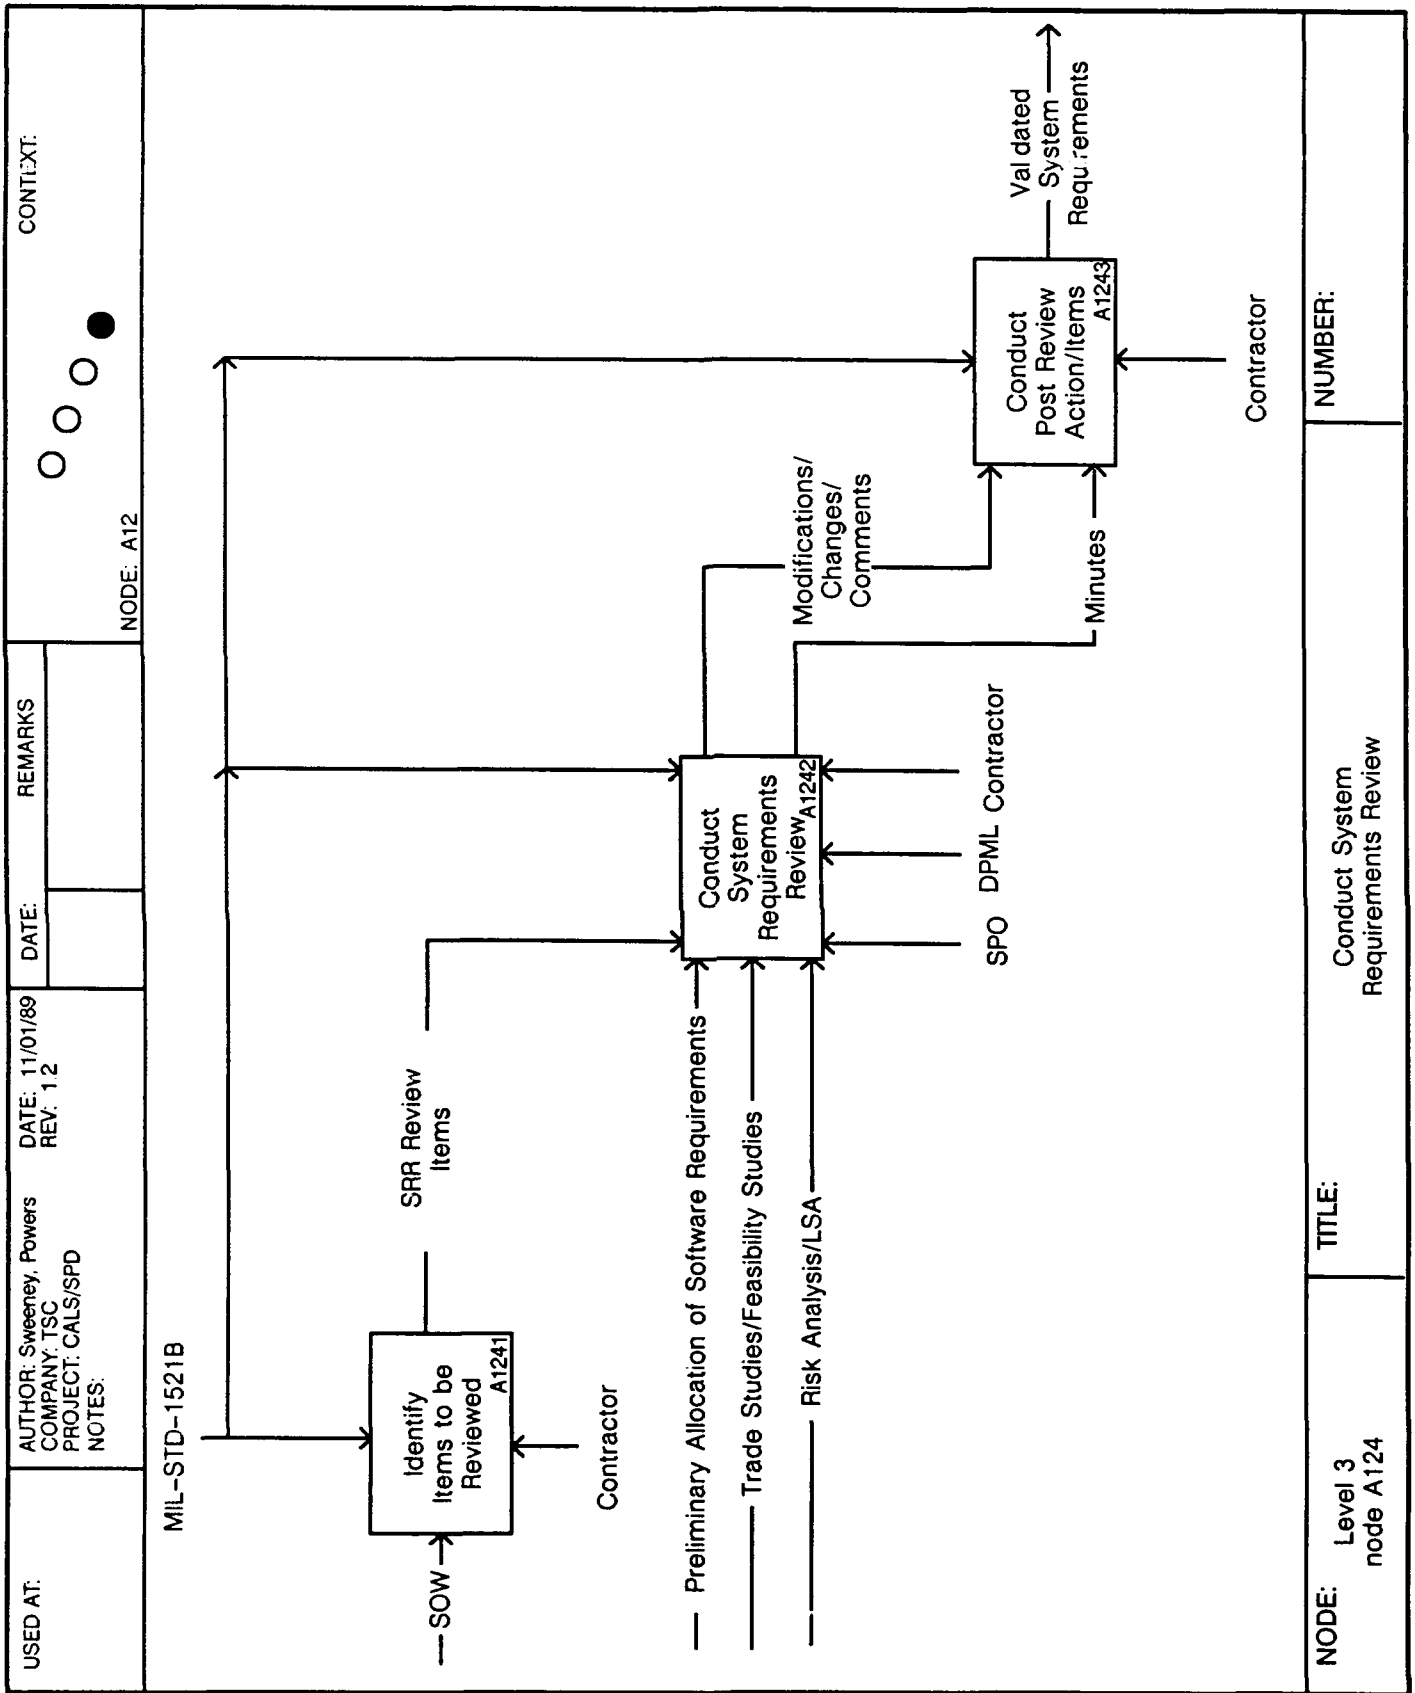 USED AT:
AUTHOR: Sweeney, Powers
COMPANY: TSC
PROJECT: CALS/SPD
NOTES:
DATE: 11/01/89
REV: 1.2
DATE:
REMARKS
CONTEXT:
NODE: A12
MIL-STD-1521B
SOW
Identify
Items to be
Reviewed
A1241
Contractor
SRR Review
Items
Preliminary Allocation of Software Requirements
Trade Studies/Feasibility Studies
Risk Analysis/LSA
Conduct
System
Requirements
Review
A1242
SPO DPML Contractor
Modifications/
Changes/
Comments
Minutes
Conduct
Post Review
Action/Items
A1243
Contractor
Val dated
System
Requ.rements
NODE:
Level 3
node A124
TITLE:
Conduct System
Requirements Review
NUMBER: